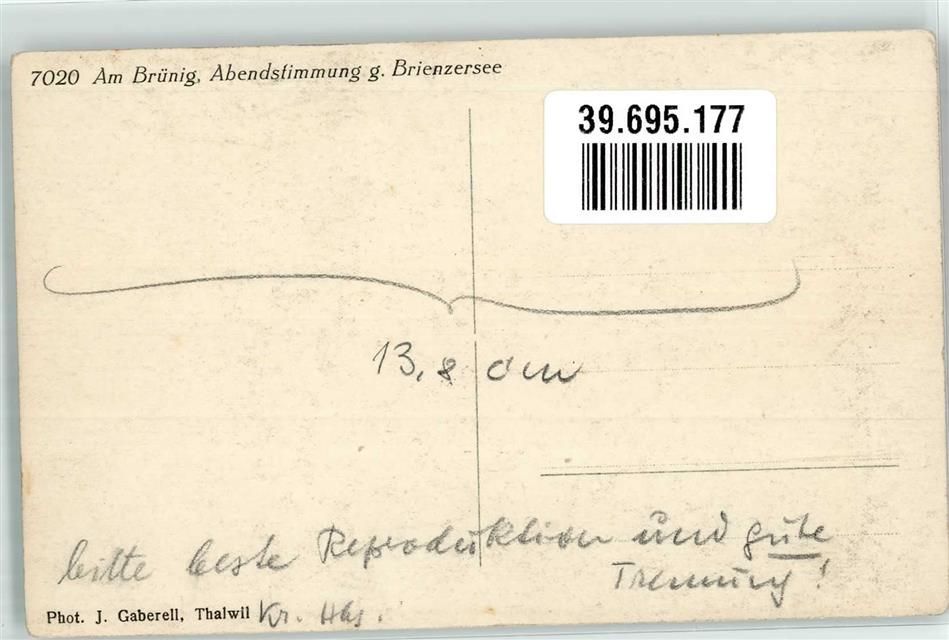 7020 Am Brünig, Abendstimmung g. Brienzersee
39.695.177
13,8 cm
bitte beste Reproduktion und gute
Trennung!
Phot. J. Gaberell, Thalwil Kr.